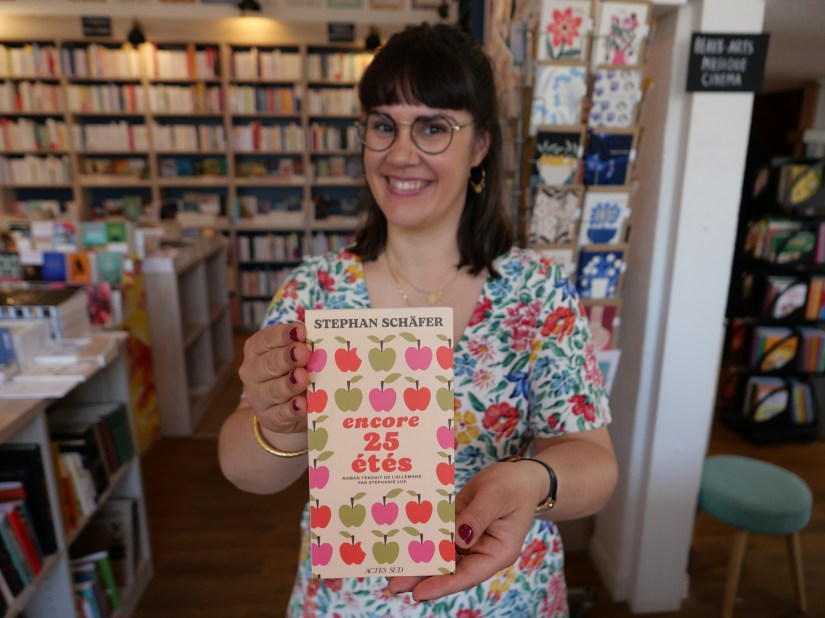 BEAUX-ARTS
MUSIQUE
CINEMA
STEPHAN SCHÄFER
encore
25
étés
ROMAN TRADUIT DE L'ALLEMAND
PAR STÉPHANIE LUX
ACTES SUD